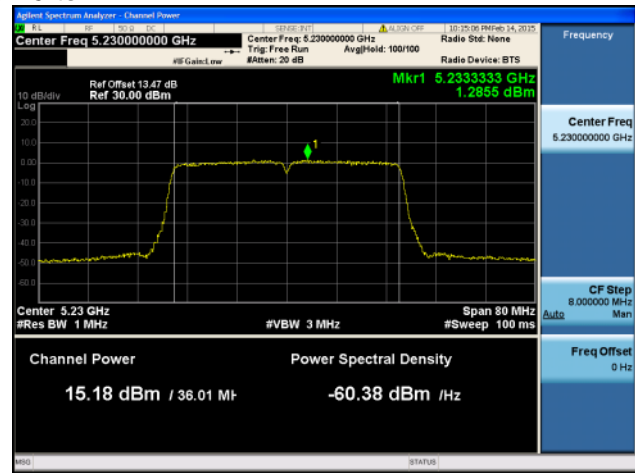 Agilent Spectrum Analyzer - Channel Power
RL RF 50 Ω DC SENSE:INT ALIGN OFF 10:15:06 PMFeb 14, 2015
Center Freq 5.230000000 GHz
Center Freq: 5.230000000 GHz
Radio Std: None
Trig: Free Run Avg|Hold: 100/100
#IFGain:Low #Atten: 20 dB Radio Device: BTS
Ref Offset 13.47 dB
10 dB/div Ref 30.00 dBm
Mkr1 5.2333333 GHz
1.2855 dBm
Log
20.0
10.0
1
0.00
-10.0
-20.0
-30.0
-40.0
-50.0
-60.0
Center 5.23 GHz Span 80 MHz
#Res BW 1 MHz #VBW 3 MHz #Sweep 100 ms
Channel Power Power Spectral Density
15.18 dBm / 36.01 MH -60.38 dBm /Hz
MSG STATUS
Frequency
Center Freq
5.230000000 GHz
CF Step
8.000000 MHz
Auto Man
Freq Offset
0 Hz